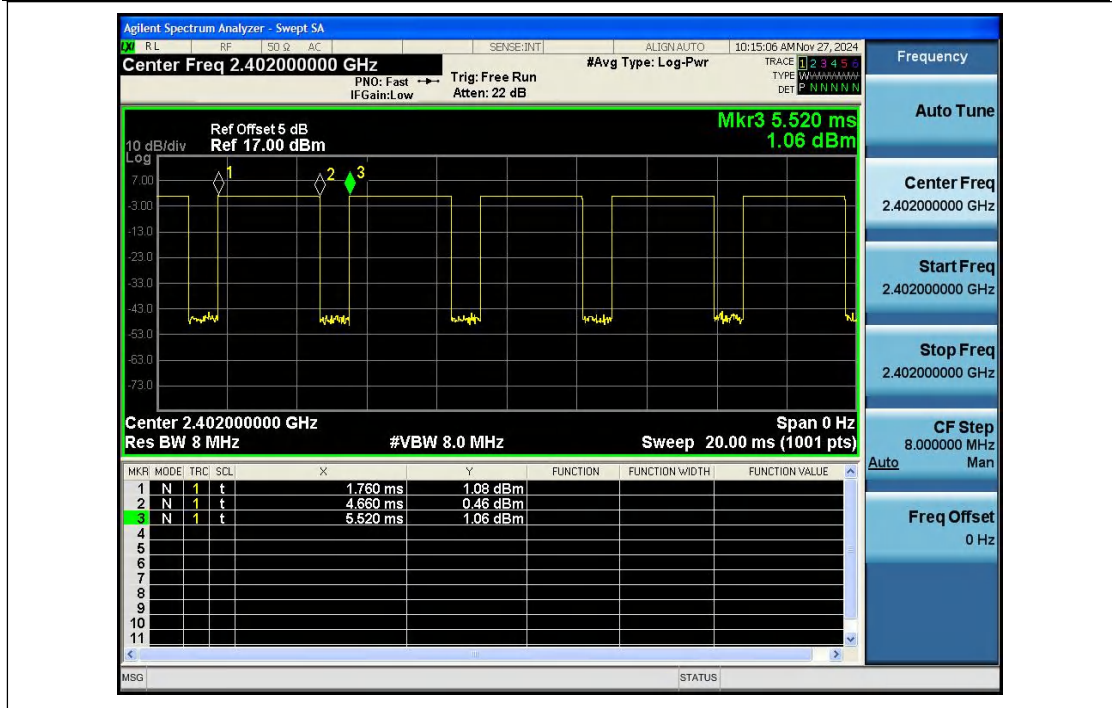 Agilent Spectrum Analyzer - Swept SA
LXI RL RF 50 Ω AC SENSE:INT ALIGN AUTO 10:15:06 AM Nov 27, 2024
Center Freq 2.402000000 GHz #Avg Type: Log-Pwr TRACE 1 2 3 4 5 6
PNO: Fast Trig: Free Run TYPE WWWWWW
IFGain:Low Atten: 22 dB DET P N N N N N
Mkr3 5.520 ms
1.06 dBm
Ref Offset 5 dB
10 dB/div Ref 17.00 dBm
Log
1 2 3
7.00
-3.00
-13.0
-23.0
-33.0
-43.0
-53.0
-63.0
-73.0
Center 2.402000000 GHz Span 0 Hz
Res BW 8 MHz #VBW 8.0 MHz Sweep 20.00 ms (1001 pts)
MKR MODE TRC SCL X Y FUNCTION FUNCTION WIDTH FUNCTION VALUE
1 N 1 t 1.760 ms 1.08 dBm
2 N 1 t 4.660 ms 0.46 dBm
3 N 1 t 5.520 ms 1.06 dBm
4
5
6
7
8
9
10
11
MSG STATUS
Frequency
Auto Tune
Center Freq
2.402000000 GHz
Start Freq
2.402000000 GHz
Stop Freq
2.402000000 GHz
CF Step
8.000000 MHz
Auto Man
Freq Offset
0 Hz